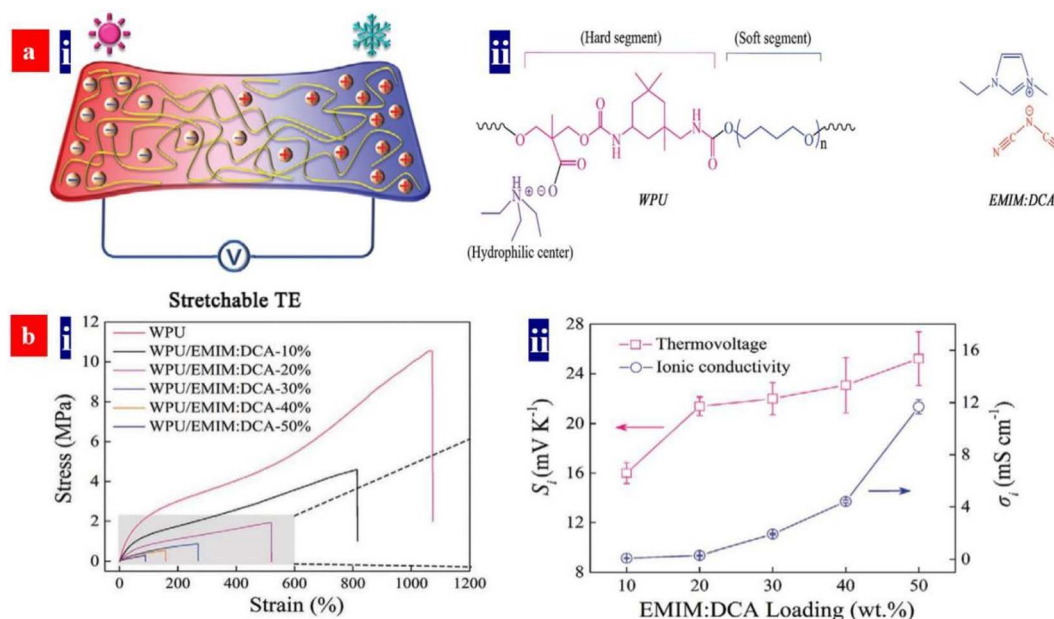 a
i
V
Stretchable TE
ii
(Hard segment)
(Soft segment)
O
O
O
N
H
N
H
O
O
O
O
n
O
O
H
N
WPU
(Hydrophilic center)
N
N
N
N
C
EMIM:DCA
b
i
Stress (MPa)
12
10
8
6
4
2
0
WPU
WPU/EMIM:DCA-10%
WPU/EMIM:DCA-20%
WPU/EMIM:DCA-30%
WPU/EMIM:DCA-40%
WPU/EMIM:DCA-50%
0 200 400 600 800 1000 1200
Strain (%)
ii
Sᵢ (mV K⁻¹)
28
24
20
16
12
8
Thermovoltage
Ionic conductivity
16
12
8
4
0
σᵢ (mS cm⁻¹)
10 20 30 40 50
EMIM:DCA Loading (wt.%)